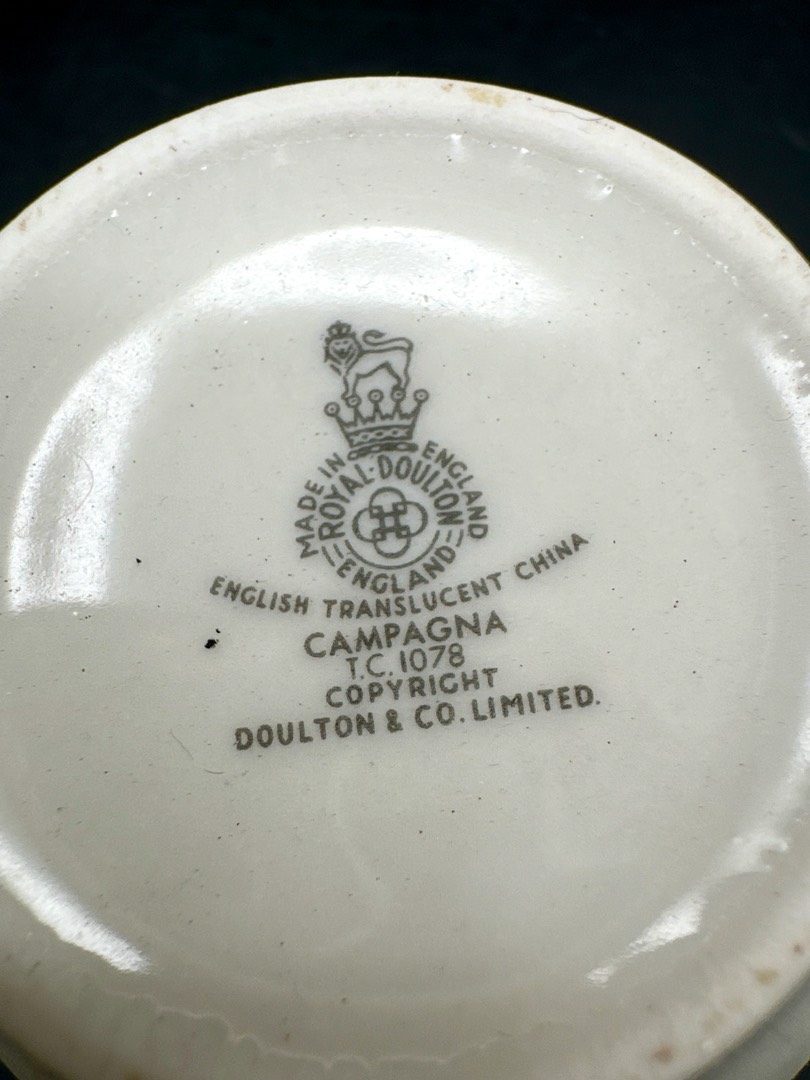 MADE IN ENGLAND
ROYAL·DOULTON
ENGLAND
ENGLISH TRANSLUCENT CHINA
CAMPAGNA
T.C. 1078
COPYRIGHT
DOULTON & CO. LIMITED.